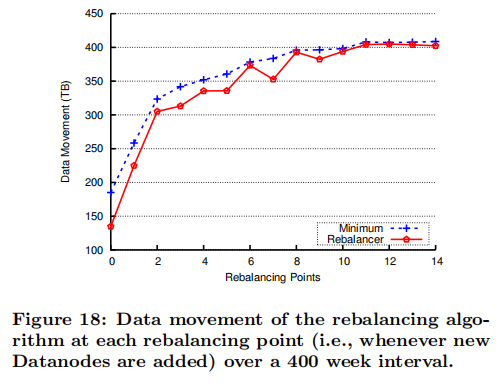 450
400
350
300
250
200
150
100
Data Movement (TB)
Minimum
Rebalancer
0 2 4 6 8 10 12 14
Rebalancing Points
Figure 18: Data movement of the rebalancing algo-
rithm at each rebalancing point (i.e., whenever new
Datanodes are added) over a 400 week interval.